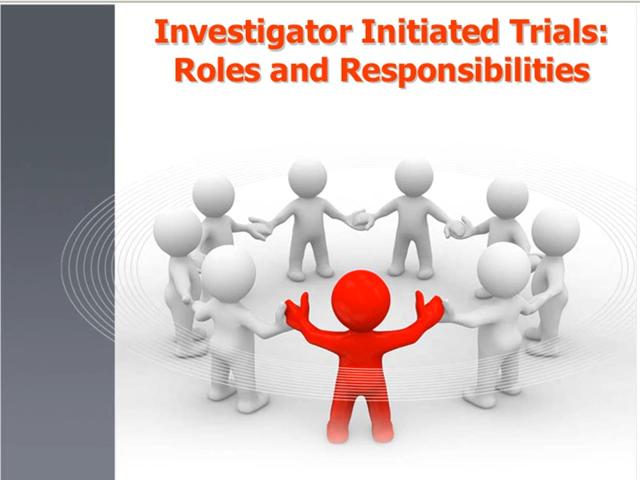 Investigator Initiated Trials:
Roles and Responsibilities